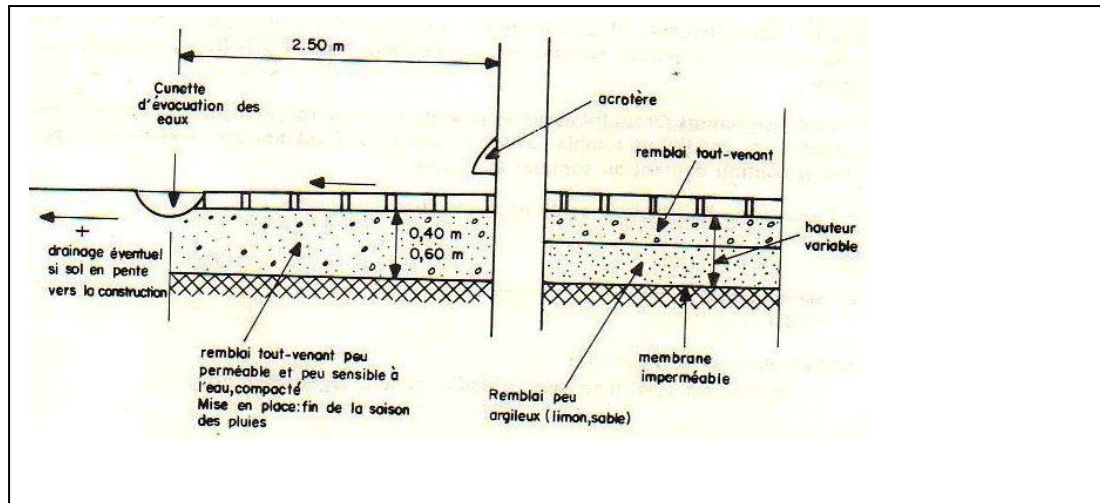 2.50 m
Cunette
d'évacuation des
eaux
acrotère
remblai tout-venant
0,40 m
0,60 m
hauteur
variable
+
drainage éventuel
si sol en pente
vers la construction
remblai tout-venant peu
perméable et peu sensible à
l'eau,compacté
Mise en place:fin de la saison
des pluies
Remblai peu
argileux (limon,sable)
membrane
imperméable